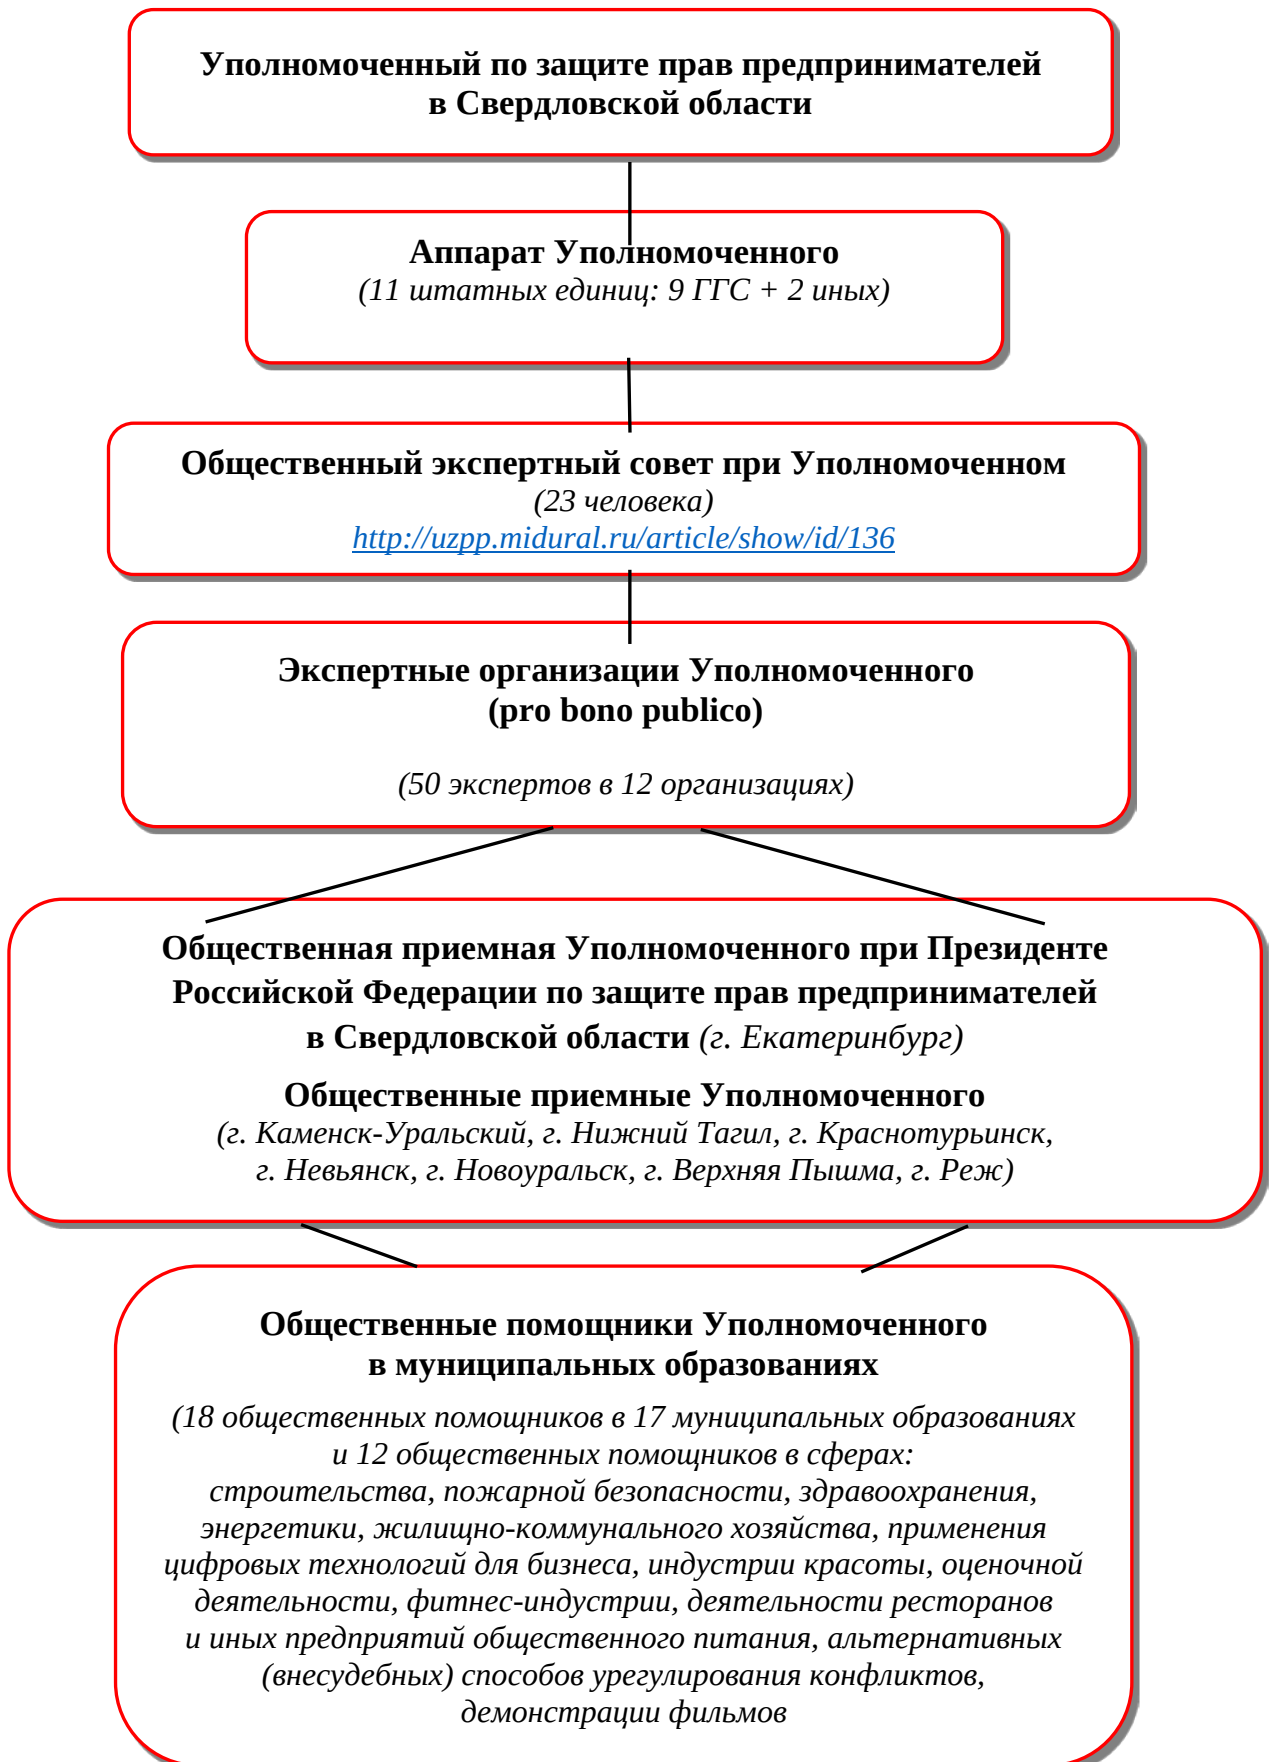 Уполномоченный по защите прав предпринимателей
в Свердловской области
Аппарат Уполномоченного
(11 штатных единиц: 9 ГГС + 2 иных)
Общественный экспертный совет при Уполномоченном
(23 человека)
http://uzpp.midural.ru/article/show/id/136
Экспертные организации Уполномоченного
(pro bono publico)
(50 экспертов в 12 организациях)
Общественная приемная Уполномоченного при Президенте
Российской Федерации по защите прав предпринимателей
в Свердловской области (г. Екатеринбург)
Общественные приемные Уполномоченного
(г. Каменск-Уральский, г. Нижний Тагил, г. Краснотурьинск,
г. Невьянск, г. Новоуральск, г. Верхняя Пышма, г. Реж)
Общественные помощники Уполномоченного
в муниципальных образованиях
(18 общественных помощников в 17 муниципальных образованиях
и 12 общественных помощников в сферах:
строительства, пожарной безопасности, здравоохранения,
энергетики, жилищно-коммунального хозяйства, применения
цифровых технологий для бизнеса, индустрии красоты, оценочной
деятельности, фитнес-индустрии, деятельности ресторанов
и иных предприятий общественного питания, альтернативных
(внесудебных) способов урегулирования конфликтов,
демонстрации фильмов